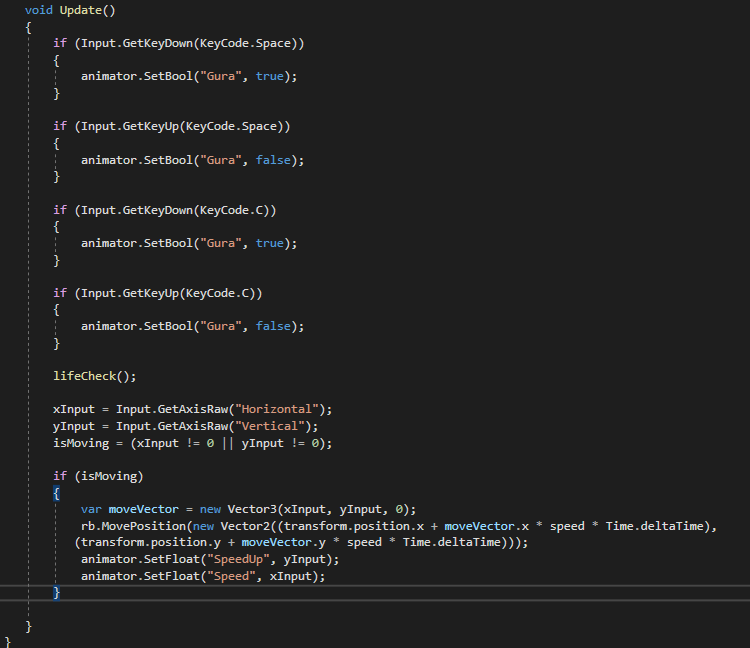 void Update()
{
if (Input.GetKeyDown(KeyCode.Space))
{
animator.SetBool("Gura", true);
}
if (Input.GetKeyUp(KeyCode.Space))
{
animator.SetBool("Gura", false);
}
if (Input.GetKeyDown(KeyCode.C))
{
animator.SetBool("Gura", true);
}
if (Input.GetKeyUp(KeyCode.C))
{
animator.SetBool("Gura", false);
}
lifeCheck();
xInput = Input.GetAxisRaw("Horizontal");
yInput = Input.GetAxisRaw("Vertical");
isMoving = (xInput != 0 || yInput != 0);
if (isMoving)
{
var moveVector = new Vector3(xInput, yInput, 0);
rb.MovePosition(new Vector2((transform.position.x + moveVector.x * speed * Time.deltaTime),
(transform.position.y + moveVector.y * speed * Time.deltaTime)));
animator.SetFloat("SpeedUp", yInput);
animator.SetFloat("Speed", xInput);
}
}
}